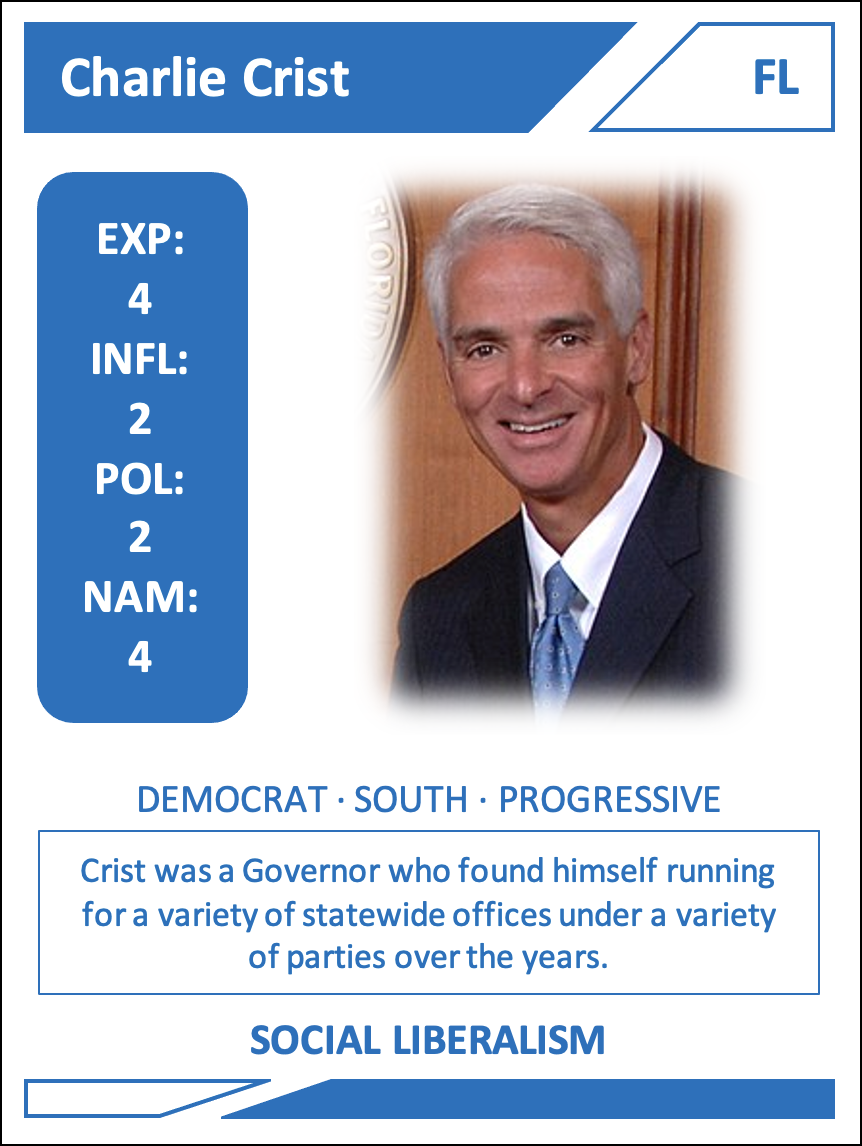 Charlie Crist
FL
EXP:
4
INFL:
2
POL:
2
NAM:
4
FLORIDA
DEMOCRAT · SOUTH · PROGRESSIVE
Crist was a Governor who found himself running
for a variety of statewide offices under a variety
of parties over the years.
SOCIAL LIBERALISM